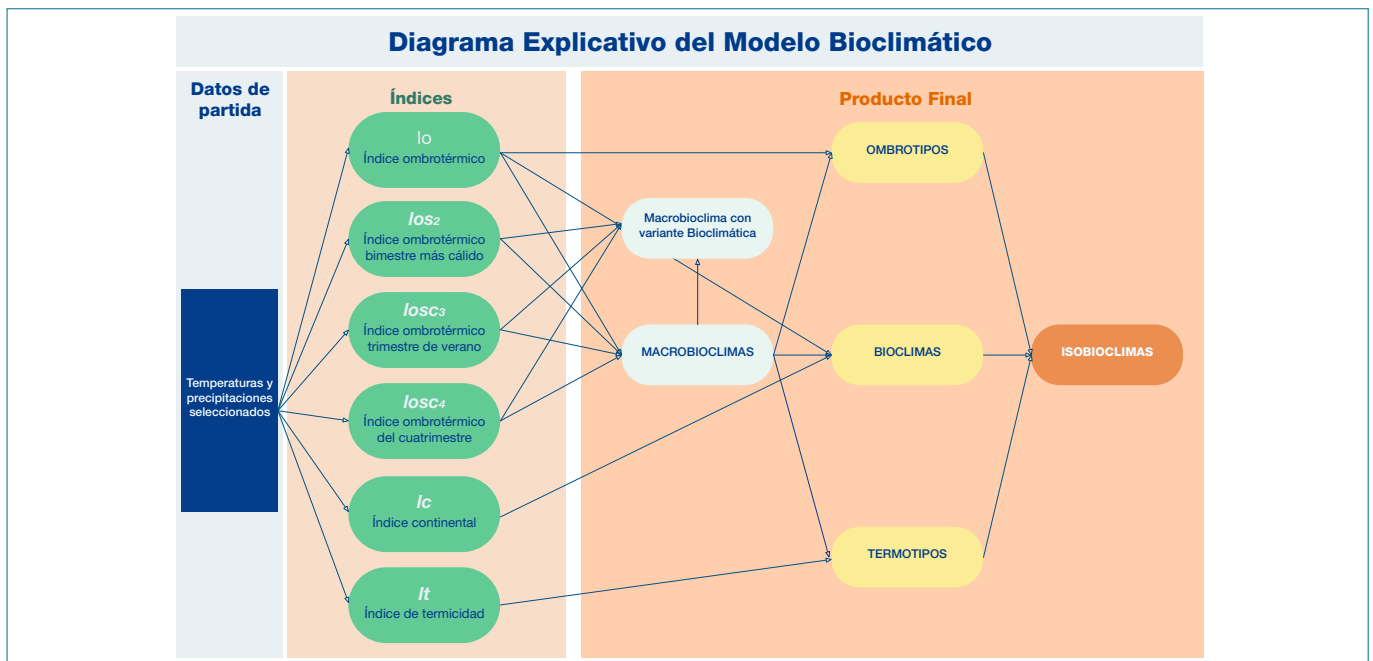 Diagrama Explicativo del Modelo Bioclimático
Datos de
partida
Índices
Producto Final
Io
Índice ombrotérmico
Ios2
Índice ombrotérmico
bimestre más cálido
Iosc3
Índice ombrotérmico
trimestre de verano
Iosc4
Índice ombrotérmico
del cuatrimestre
Ic
Índice continental
It
Índice de termicidad
Temperaturas y
precipitaciones
seleccionados
Macrobioclima con
variante Bioclimática
MACROBIOCLIMAS
OMBROTIPOS
BIOCLIMAS
TERMOTIPOS
ISOBIOCLIMAS